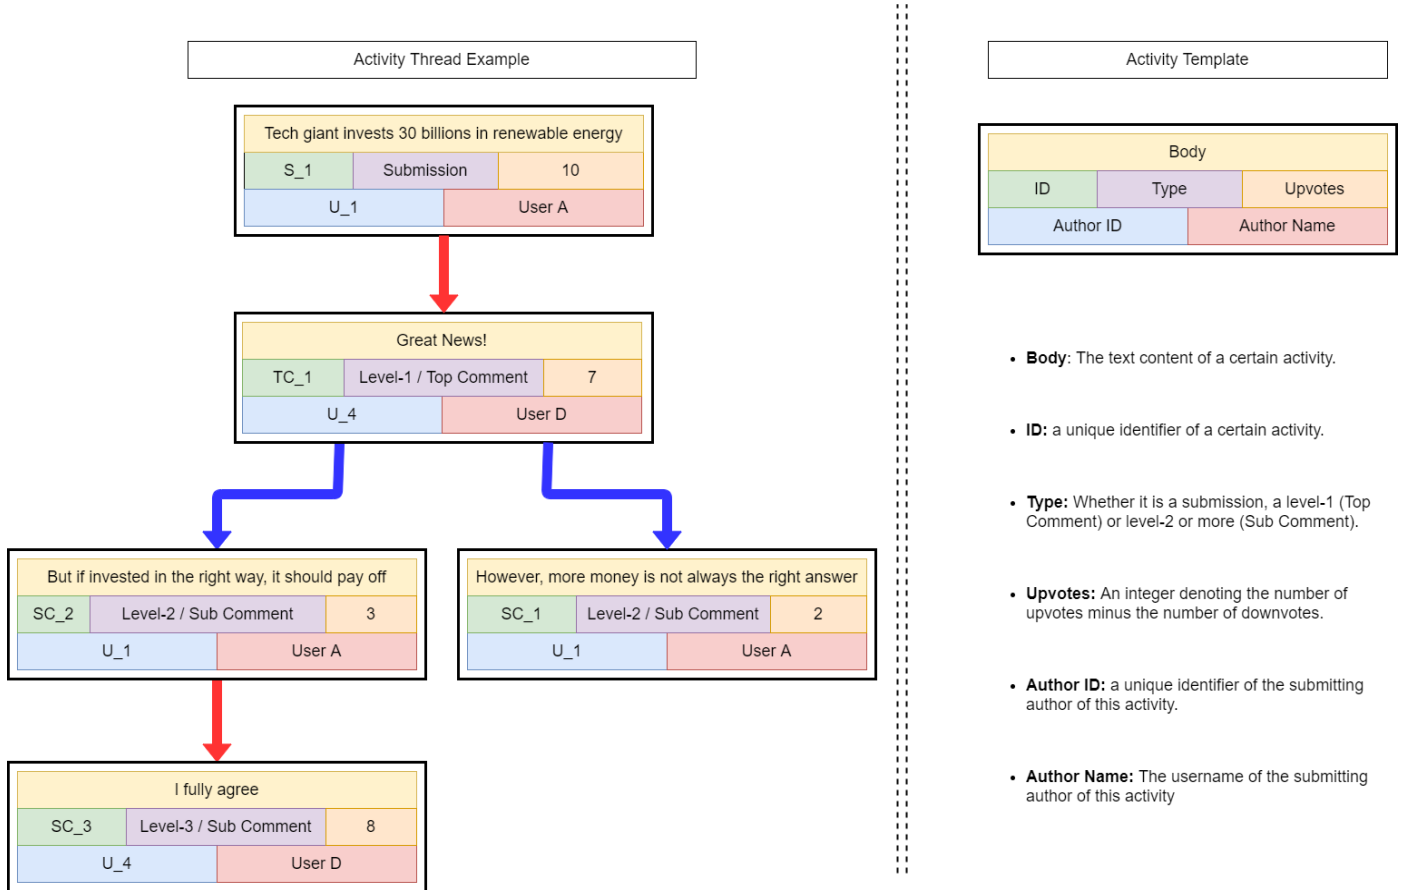 Activity Thread Example
Tech giant invests 30 billions in renewable energy
S_1 Submission 10
U_1 User A
Great News!
TC_1 Level-1 / Top Comment 7
U_4 User D
But if invested in the right way, it should pay off
SC_2 Level-2 / Sub Comment 3
U_1 User A
However, more money is not always the right answer
SC_1 Level-2 / Sub Comment 2
U_1 User A
I fully agree
SC_3 Level-3 / Sub Comment 8
U_4 User D
Activity Template
Body
ID Type Upvotes
Author ID Author Name
• Body: The text content of a certain activity.
• ID: a unique identifier of a certain activity.
• Type: Whether it is a submission, a level-1 (Top
Comment) or level-2 or more (Sub Comment).
• Upvotes: An integer denoting the number of
upvotes minus the number of downvotes.
• Author ID: a unique identifier of the submitting
author of this activity.
• Author Name: The username of the submitting
author of this activity